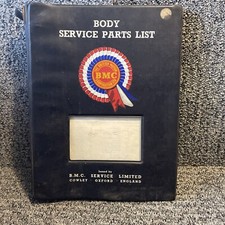 BODY
SERVICE PARTS LIST
BMC
Issued by
B.M.C. SERVICE LIMITED
COWLEY OXFORD ENGLAND